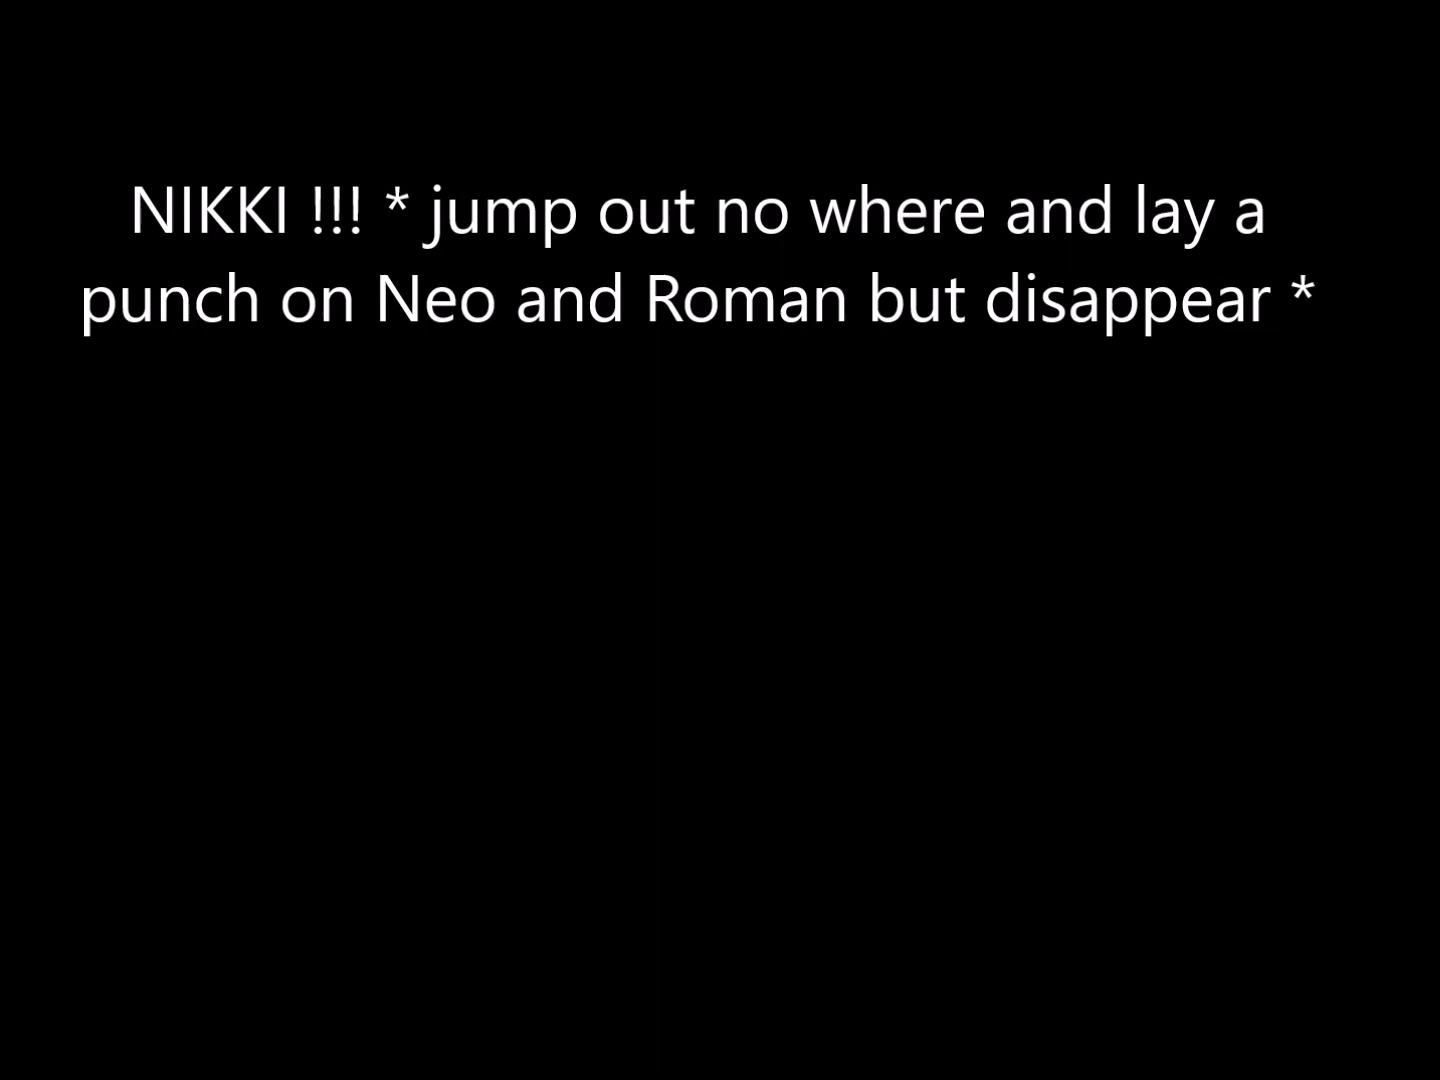 NIKKI !!! * jump out no where and lay a
punch on Neo and Roman but disappear *